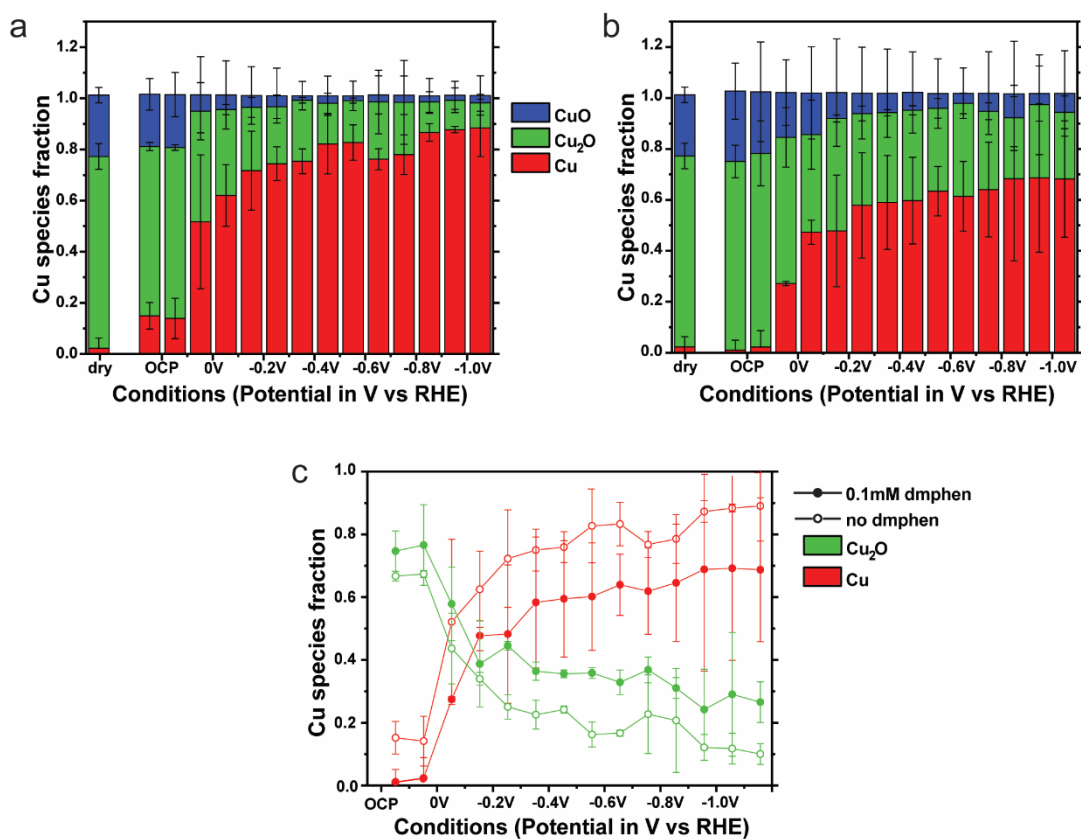 a
1.2
1.0
0.8
0.6
0.4
0.2
0.0
Cu species fraction
dry OCP 0V -0.2V -0.4V -0.6V -0.8V -1.0V
Conditions (Potential in V vs RHE)
CuO
Cu₂O
Cu
b
1.2
1.0
0.8
0.6
0.4
0.2
0.0
Cu species fraction
dry OCP 0V -0.2V -0.4V -0.6V -0.8V -1.0V
Conditions (Potential in V vs RHE)
c
1.0
0.8
0.6
0.4
0.2
0.0
Cu species fraction
OCP 0V -0.2V -0.4V -0.6V -0.8V -1.0V
Conditions (Potential in V vs RHE)
0.1mM dmphen
no dmphen
Cu₂O
Cu